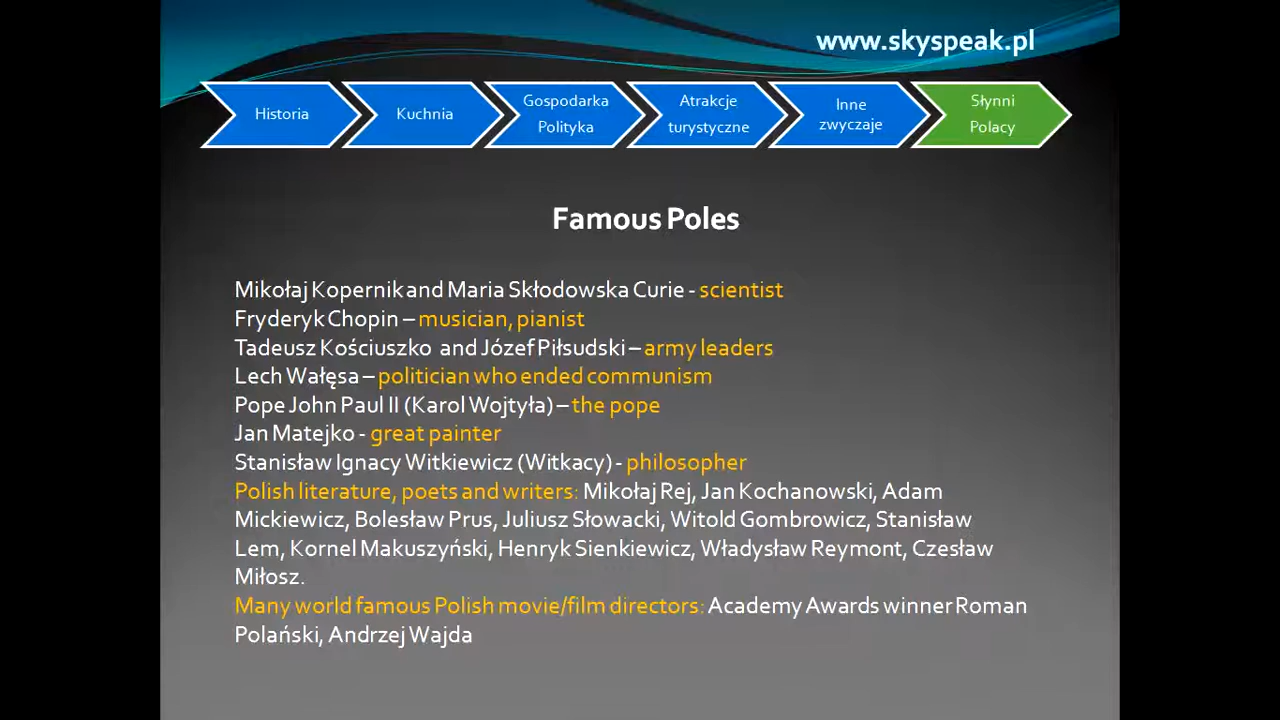 www.skyspeak.pl
Historia
Kuchnia
Gospodarka
Polityka
Atrakcje
turystyczne
Inne
zwyczaje
Słynni
Polacy
Famous Poles
Mikołaj Kopernik and Maria Skłodowska Curie - scientist
Fryderyk Chopin – musician, pianist
Tadeusz Kościuszko and Józef Piłsudski – army leaders
Lech Wałęsa – politician who ended communism
Pope John Paul II (Karol Wojtyła) – the pope
Jan Matejko - great painter
Stanisław Ignacy Witkiewicz (Witkacy) - philosopher
Polish literature, poets and writers: Mikołaj Rej, Jan Kochanowski, Adam
Mickiewicz, Bolesław Prus, Juliusz Słowacki, Witold Gombrowicz, Stanisław
Lem, Kornel Makuszyński, Henryk Sienkiewicz, Władysław Reymont, Czesław
Miłosz.
Many world famous Polish movie/film directors: Academy Awards winner Roman
Polański, Andrzej Wajda